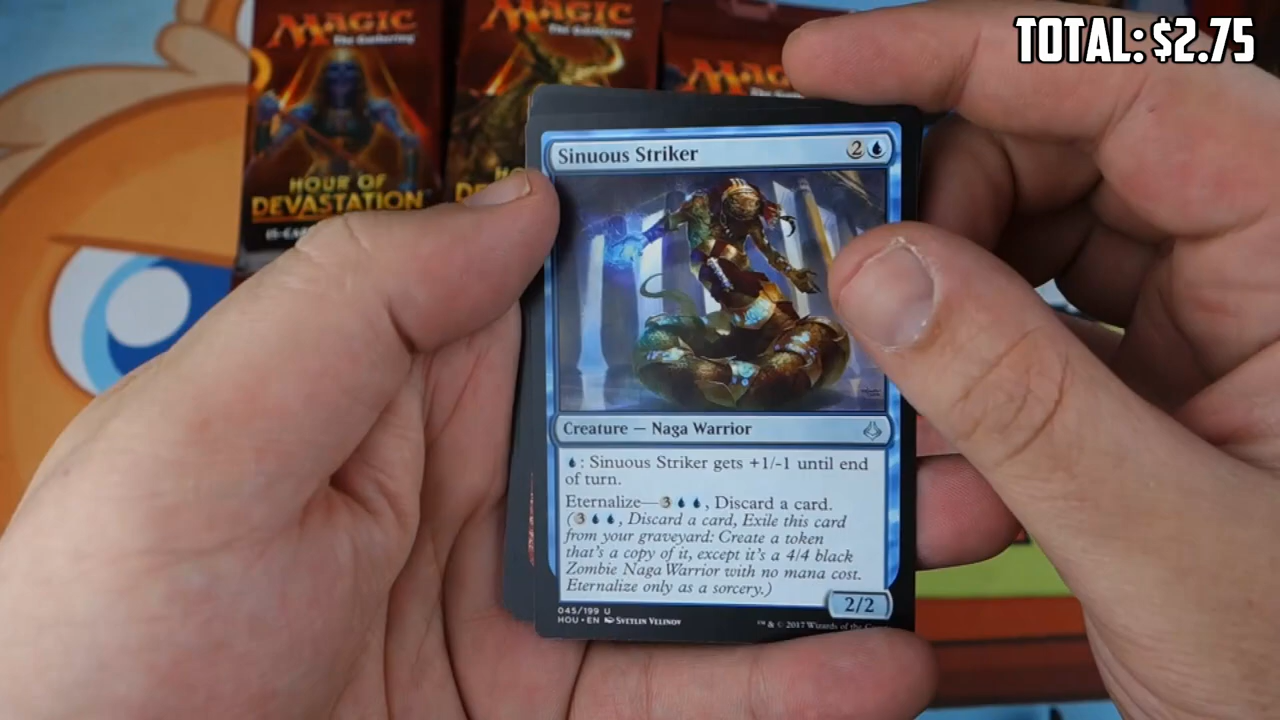 TOTAL: $2.75
MAGIC
The Gathering
HOUR OF
DEVASTATION
MAGIC
The Gathering
Sinuous Striker
2
Creature — Naga Warrior
: Sinuous Striker gets +1/-1 until end
of turn.
Eternalize—3, Discard a card.
(3, Discard a card, Exile this card
from your graveyard: Create a token
that's a copy of it, except it's a 4/4 black
Zombie Naga Warrior with no mana cost.
Eternalize only as a sorcery.)
2/2
045/199 U
HOU • EN SVETLIN VELINOV
™ & © 2017 Wizards of the